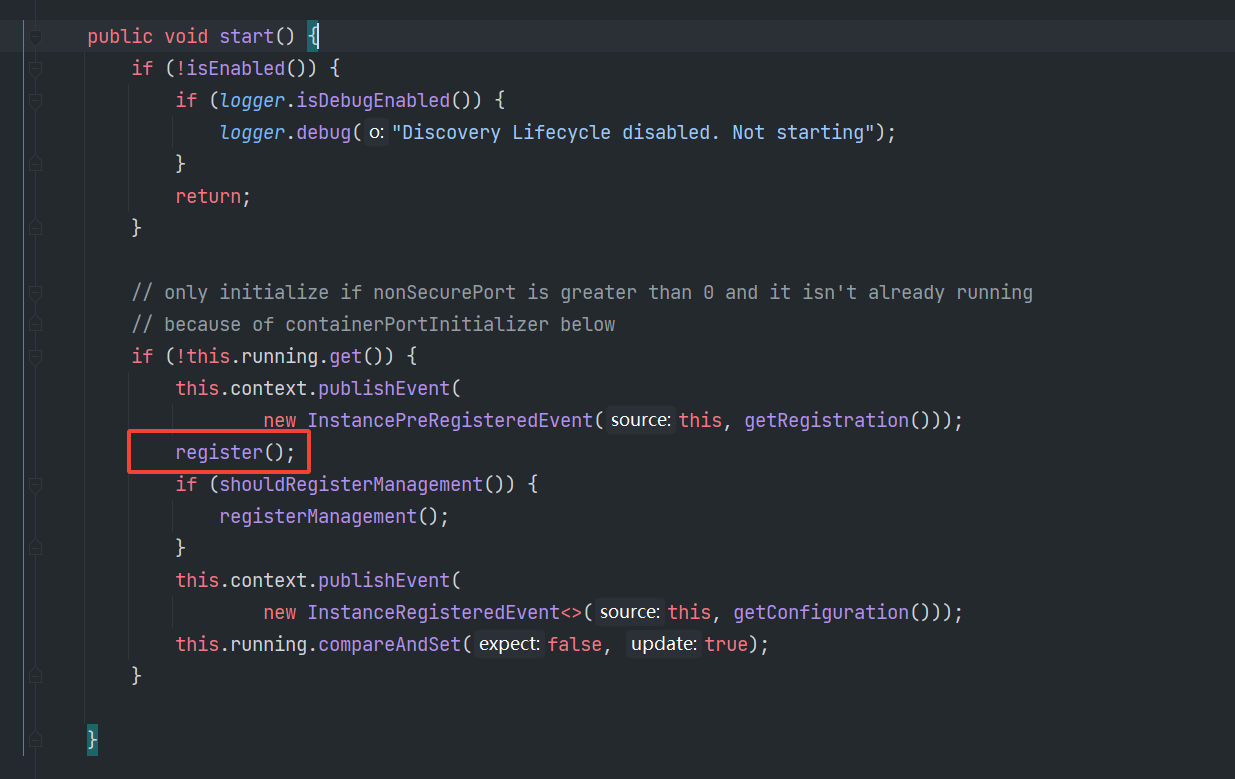 public void start() {
if (!isEnabled()) {
if (logger.isDebugEnabled()) {
logger.debug( o: "Discovery Lifecycle disabled. Not starting");
}
return;
}
// only initialize if nonSecurePort is greater than 0 and it isn't already running
// because of containerPortInitializer below
if (!this.running.get()) {
this.context.publishEvent(
new InstancePreRegisteredEvent( source: this, getRegistration()));
register();
if (shouldRegisterManagement()) {
registerManagement();
}
this.context.publishEvent(
new InstanceRegisteredEvent<>( source: this, getConfiguration()));
this.running.compareAndSet( expect: false, update: true);
}
}